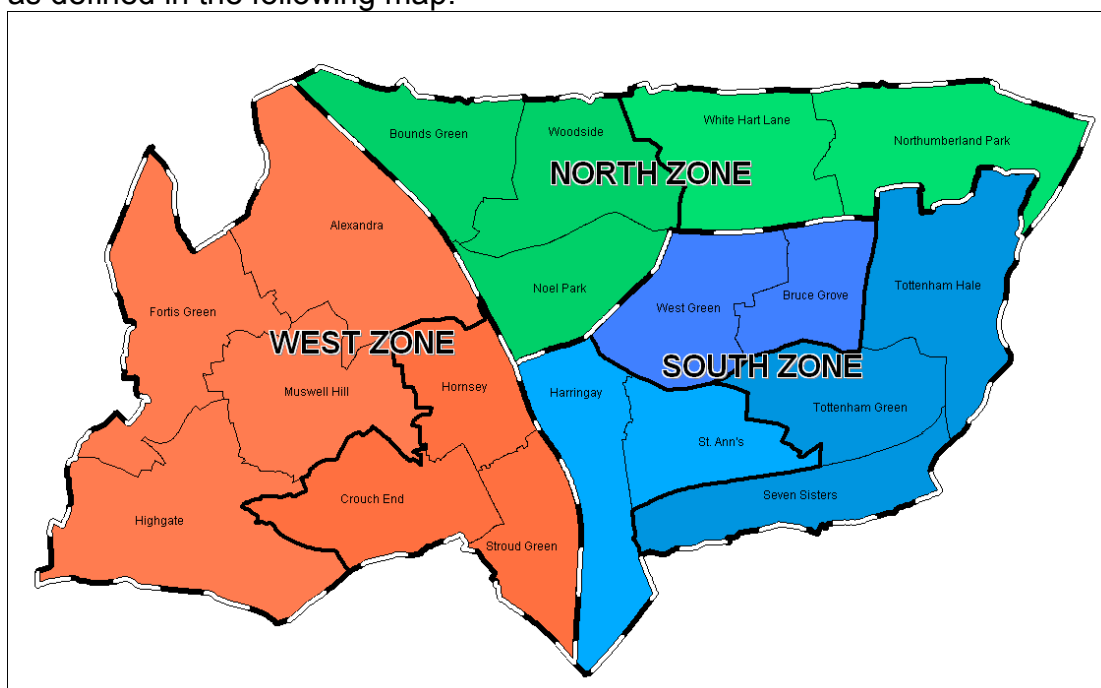 as defined in the following map:
White Hart Lane
Bounds Green
Woodside
Northumberland Park
NORTH ZONE
Alexandra
Noel Park
Tottenham Hale
Bruce Grove
West Green
Fortis Green
WEST ZONE
SOUTH ZONE
Muswell Hill
Hornsey
Harringay
Tottenham Green
St. Ann's
Crouch End
Seven Sisters
Highgate
Stroud Green